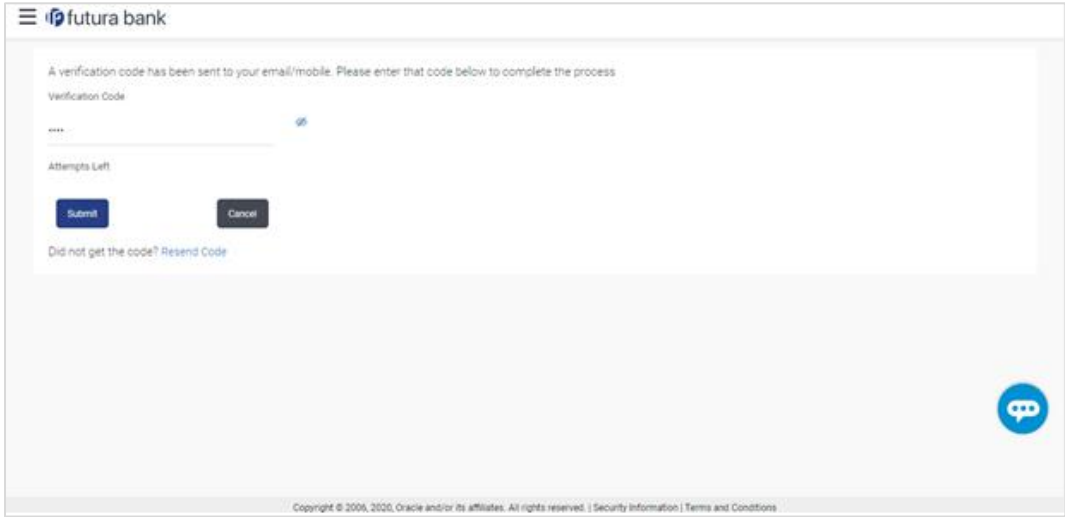 futura bank
A verification code has been sent to your email/mobile. Please enter that code below to complete the process
Verification Code
••••
Attempts Left
Submit Cancel
Did not get the code? Resend Code
Copyright © 2006, 2020, Oracle and/or its affiliates. All rights reserved. | Security Information | Terms and Conditions